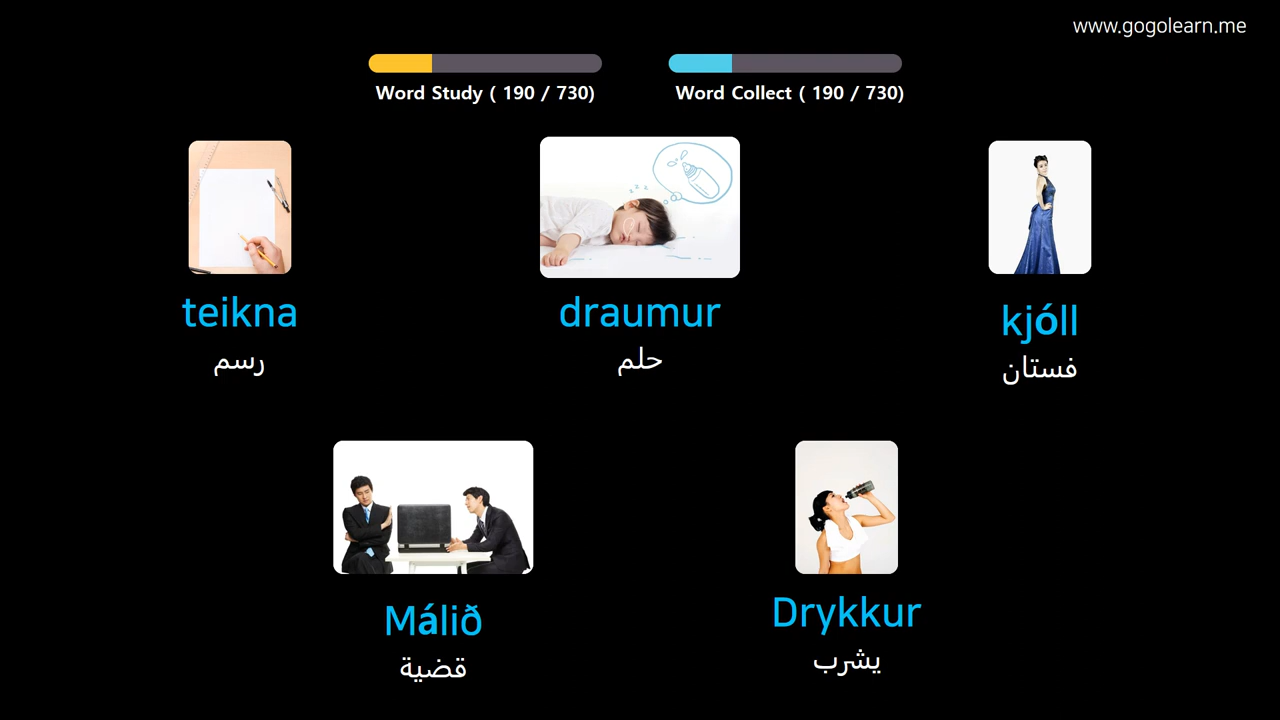 www.gogolearn.me
Word Study ( 190 / 730)
Word Collect ( 190 / 730)
teikna
رسم
draumur
حلم
kjóll
فستان
Málið
قضية
Drykkur
يشرب